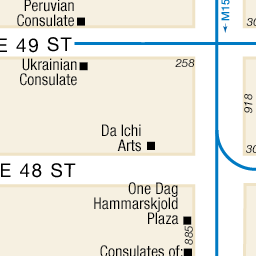 Peruvian
Consulate
M15
30
E 49 ST
Ukrainian
Consulate
258
918
Da Ichi
Arts
30
E 48 ST
One Dag
Hammarskjold
Plaza
885
Consulates of: